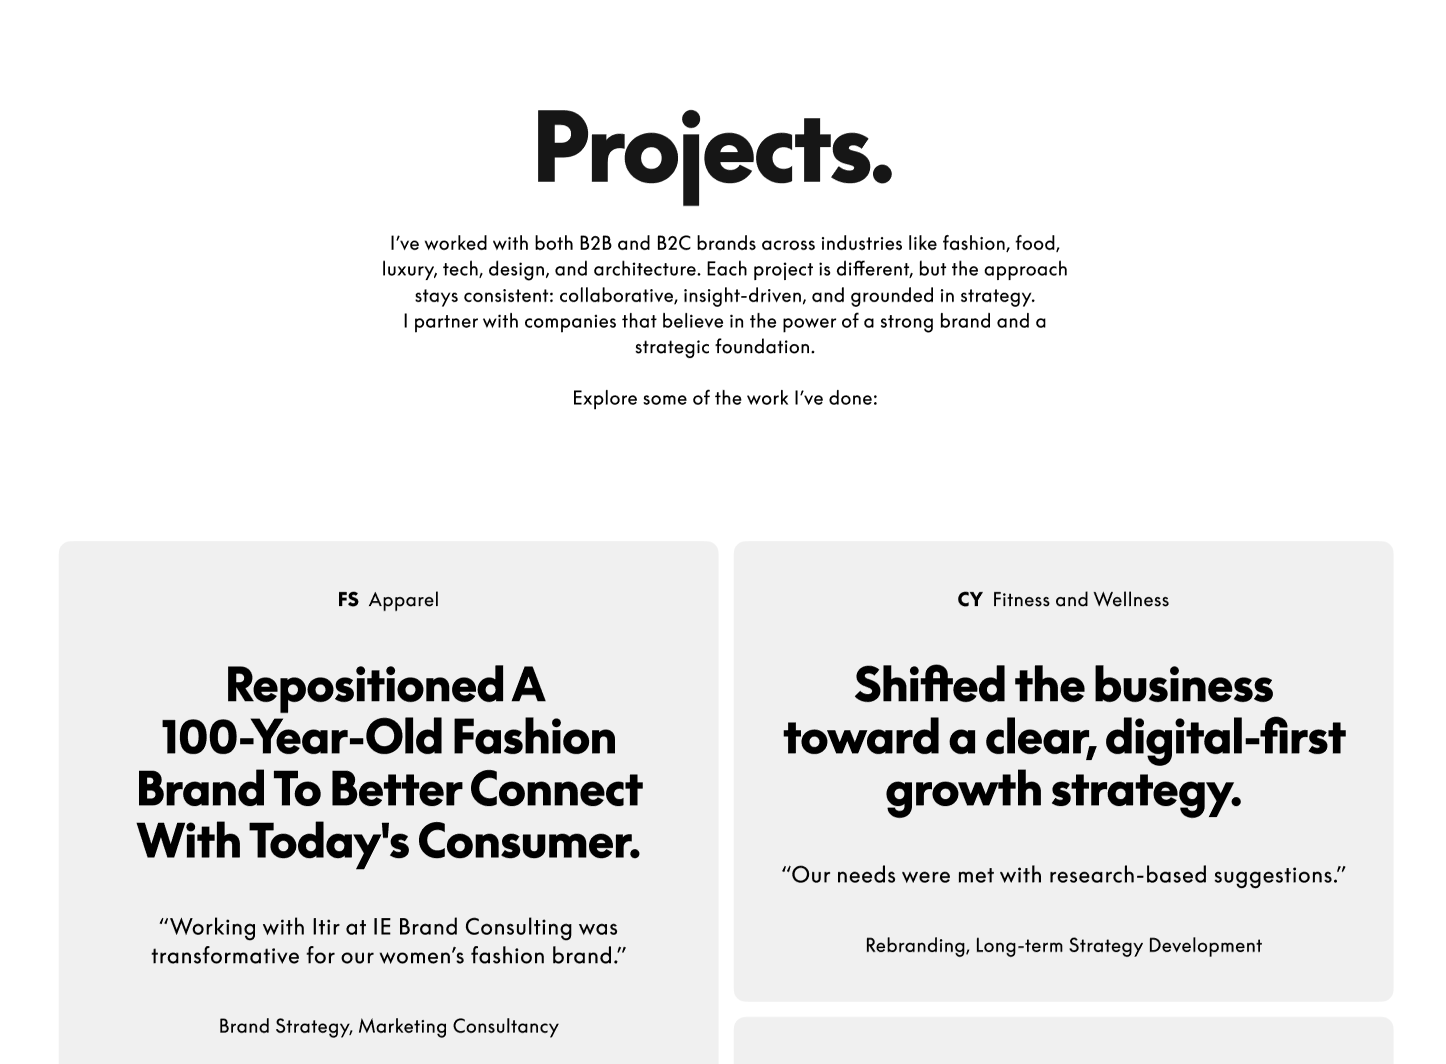 Projects.
I’ve worked with both B2B and B2C brands across industries like fashion, food,
luxury, tech, design, and architecture. Each project is different, but the approach
stays consistent: collaborative, insight-driven, and grounded in strategy.
I partner with companies that believe in the power of a strong brand and a
strategic foundation.
Explore some of the work I’ve done:
FS Apparel
Repositioned A
100-Year-Old Fashion
Brand To Better Connect
With Today's Consumer.
“Working with Itir at IE Brand Consulting was
transformative for our women’s fashion brand.”
Brand Strategy, Marketing Consultancy
CY Fitness and Wellness
Shifted the business
toward a clear, digital-first
growth strategy.
“Our needs were met with research-based suggestions.”
Rebranding, Long-term Strategy Development